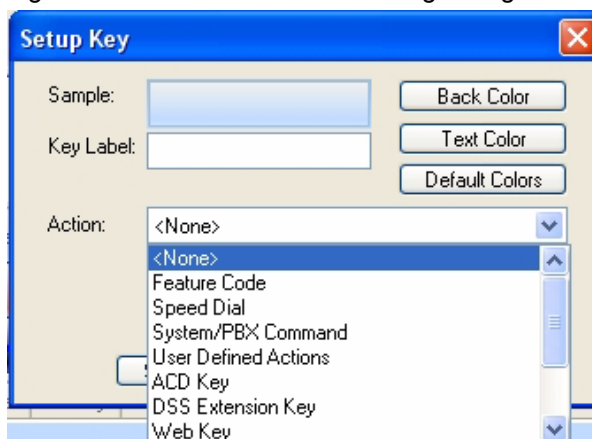 Setup Key
Sample:
Back Color
Key Label:
Text Color
Default Colors
Action:
<None>
<None>
Feature Code
Speed Dial
System/PBX Command
User Defined Actions
ACD Key
DSS Extension Key
Web Key